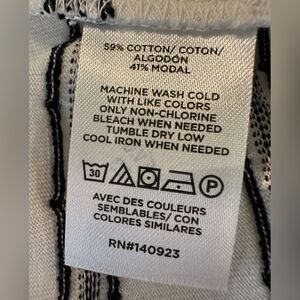 59% COTTON/ COTON/
ALGODÓN
41% MODAL
MACHINE WASH COLD
WITH LIKE COLORS
ONLY NON-CHLORINE
BLEACH WHEN NEEDED
TUMBLE DRY LOW
COOL IRON WHEN NEEDED
30 P
AVEC DES COULEURS
SEMBLABLES/ CON
COLORES SIMILARES
RN#140923